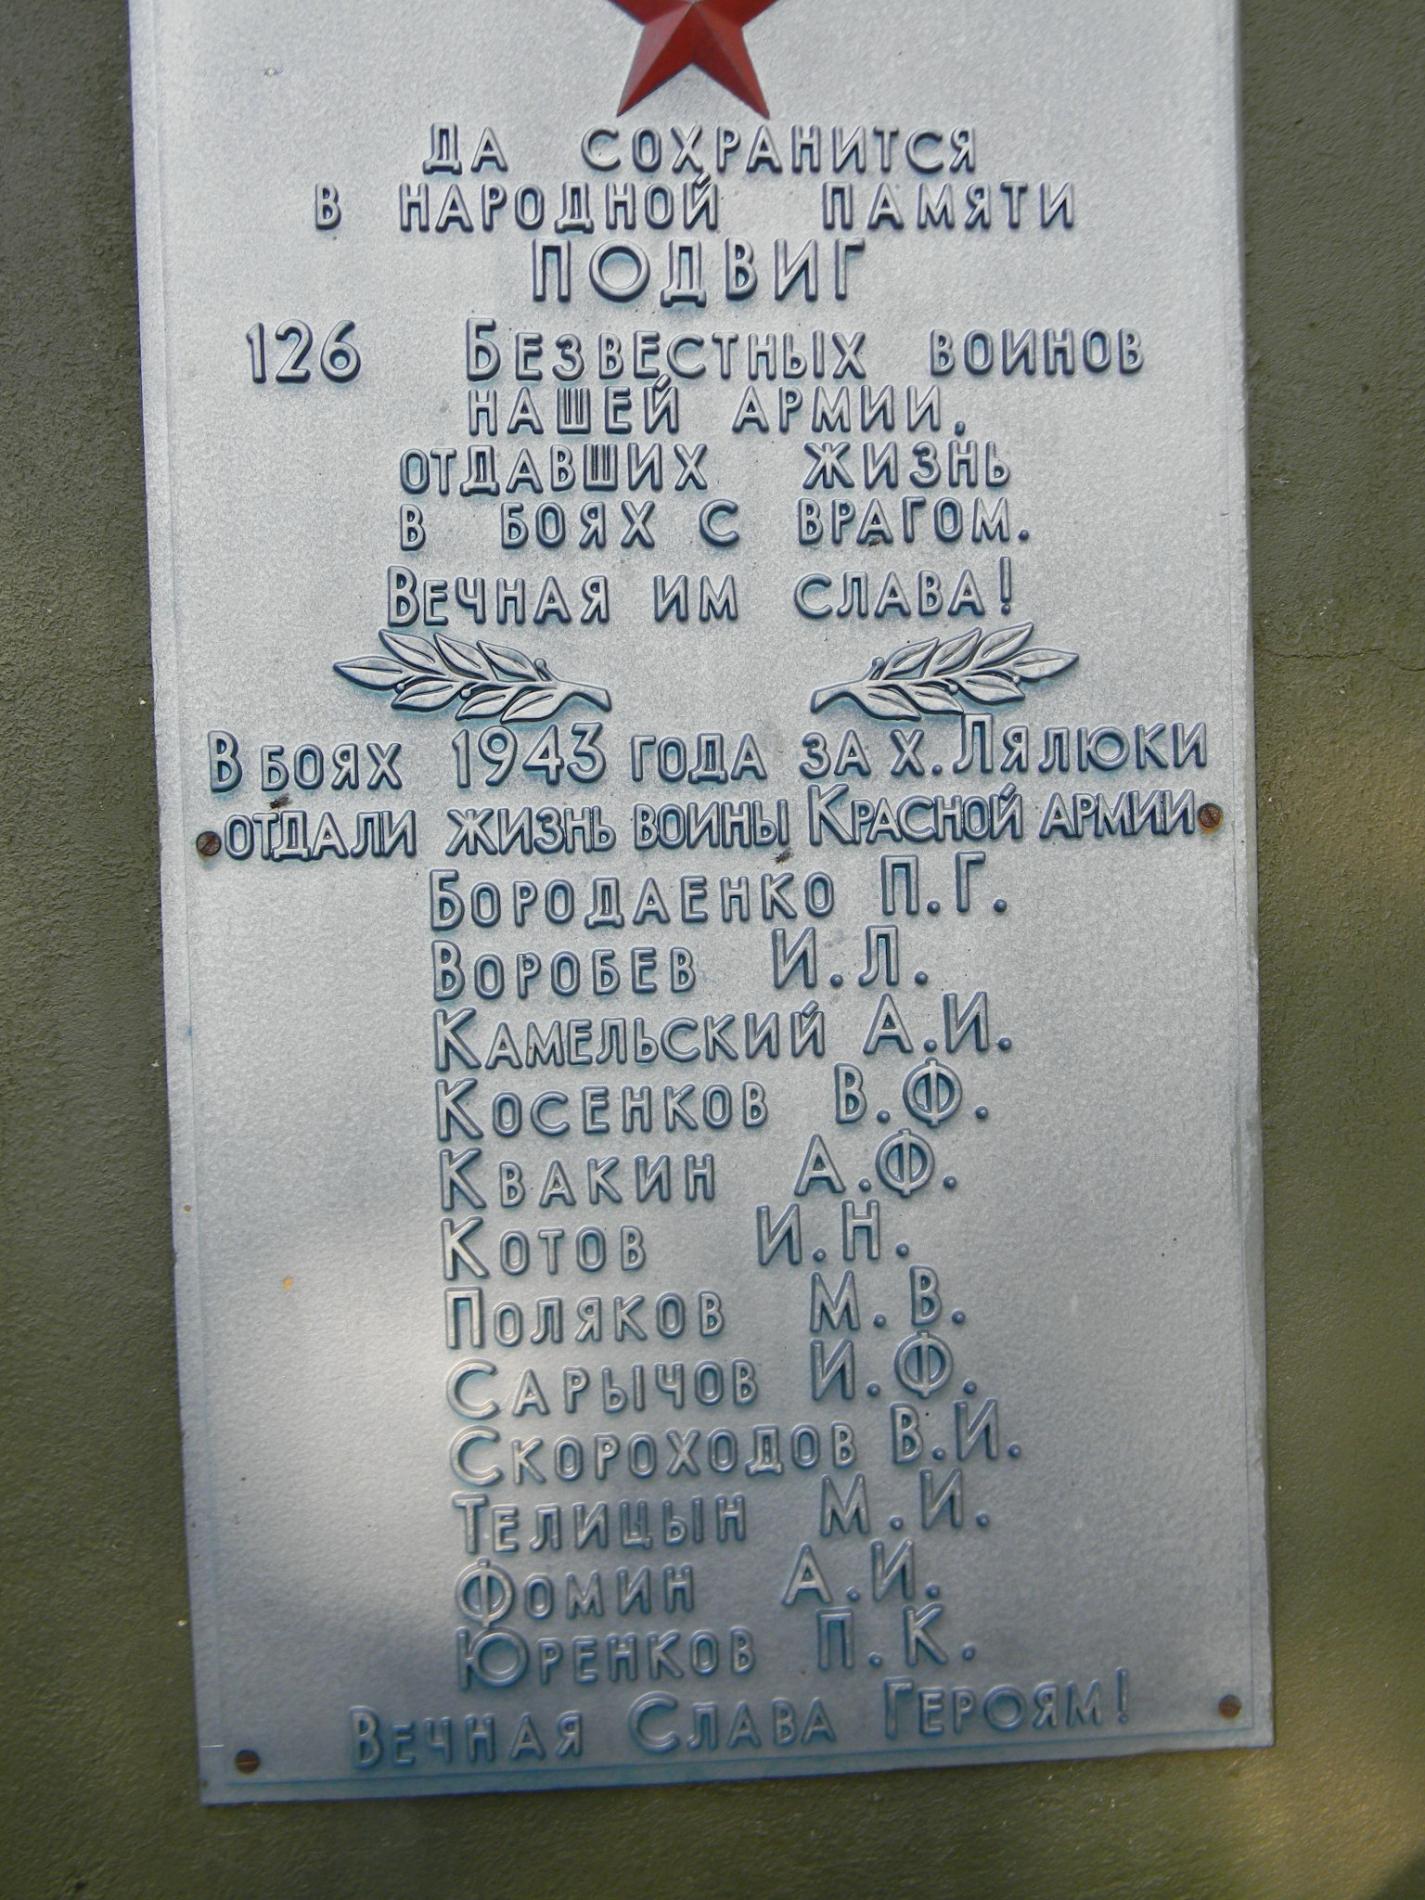 ДА СОХРАНИТСЯ
В НАРОДНОЙ ПАМЯТИ
ПОДВИГ
126 БЕЗВЕСТНЫХ ВОИНОВ
НАШЕЙ АРМИИ,
ОТДАВШИХ ЖИЗНЬ
В БОЯХ С ВРАГОМ.
ВЕЧНАЯ ИМ СЛАВА!
В БОЯХ 1943 ГОДА ЗА Х. ЛЯЛЮКИ
ОТДАЛИ ЖИЗНЬ ВОИНЫ КРАСНОЙ АРМИИ
БОРОДАЕНКО П.Г.
ВОРОБЕВ И.Л.
КАМЕЛЬСКИЙ А.И.
КОСЕНКОВ В.Ф.
КВАКИН А.Ф.
КОТОВ И.Н.
ПОЛЯКОВ М.В.
САРЫЧОВ И.Ф.
СКОРОХОДОВ В.И.
ТЕЛИЦЫН М.И.
ФОМИН А.И.
ЮРЕНКОВ П.К.
ВЕЧНАЯ СЛАВА ГЕРОЯМ!